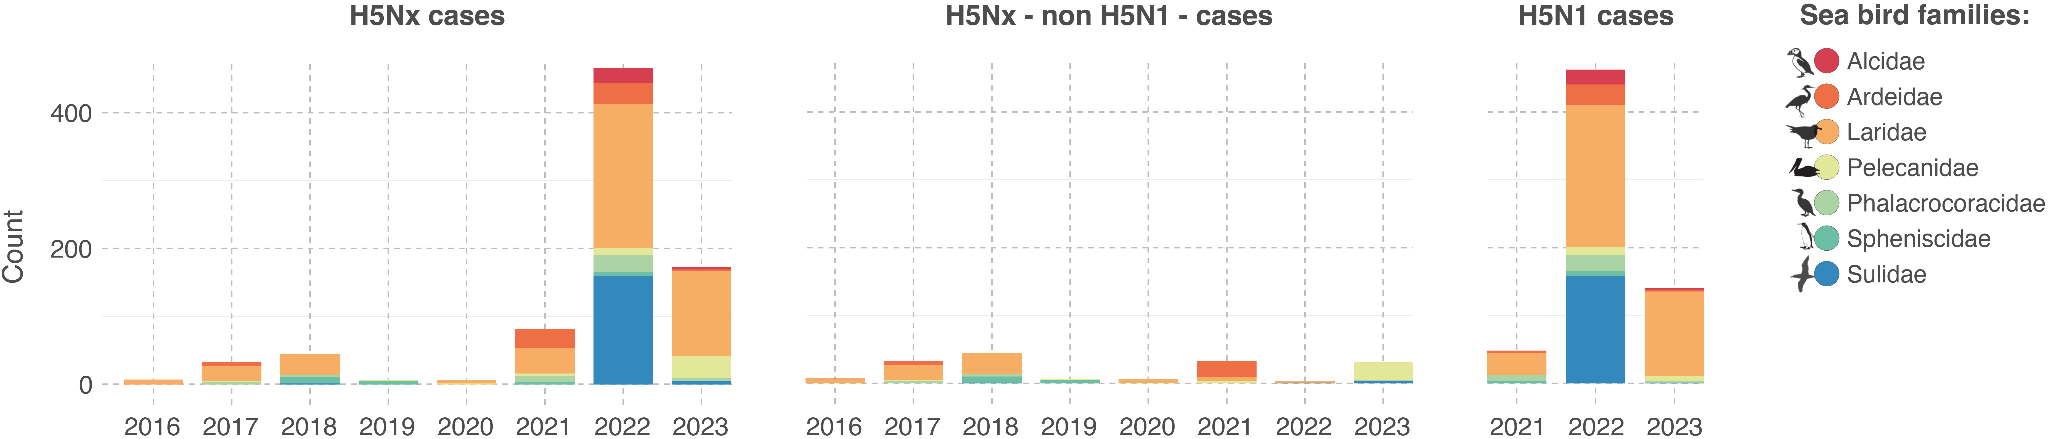 H5Nx cases
H5Nx - non H5N1 - cases
H5N1 cases
Sea bird families:
Alcidae
Ardeidae
Laridae
Pelecanidae
Phalacrocoracidae
Spheniscidae
Sulidae
Count
400
200
0
2016 2017 2018 2019 2020 2021 2022 2023
2016 2017 2018 2019 2020 2021 2022 2023
2021 2022 2023